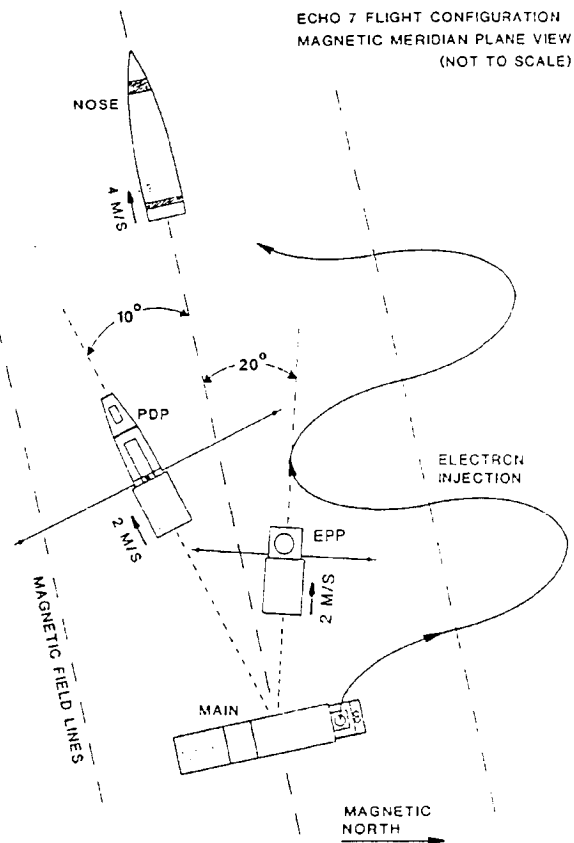 ECHO 7 FLIGHT CONFIGURATION
MAGNETIC MERIDIAN PLANE VIEW
(NOT TO SCALE)
NOSE
4 M/S
10°
20°
PDP
ELECTRON
INJECTION
EPP
2 M/S
2 M/S
MAGNETIC FIELD LINES
MAIN
MAGNETIC
NORTH